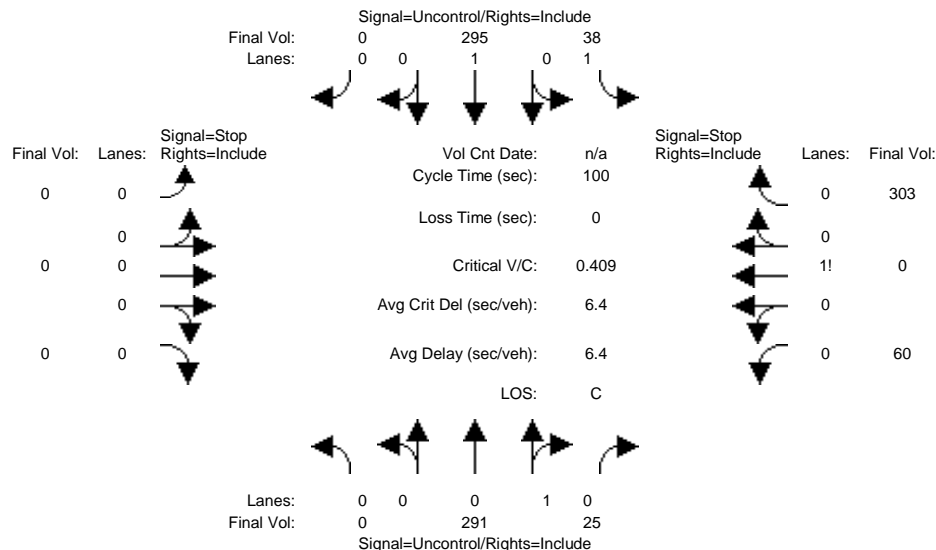 Signal=Uncontrol/Rights=Include
Final Vol: 0 295 38
Lanes: 0 0 1 0 1
Signal=Stop Signal=Stop
Final Vol: Lanes: Rights=Include Vol Cnt Date: n/a Rights=Include Lanes: Final Vol:
Cycle Time (sec): 100
0 0 0 303
Loss Time (sec): 0
0 0
0 0 Critical V/C: 0.409 1! 0
0 Avg Crit Del (sec/veh): 6.4 0
0 0 Avg Delay (sec/veh): 6.4 0 60
LOS: C
Lanes: 0 0 0 1 0
Final Vol: 0 291 25
Signal=Uncontrol/Rights=Include